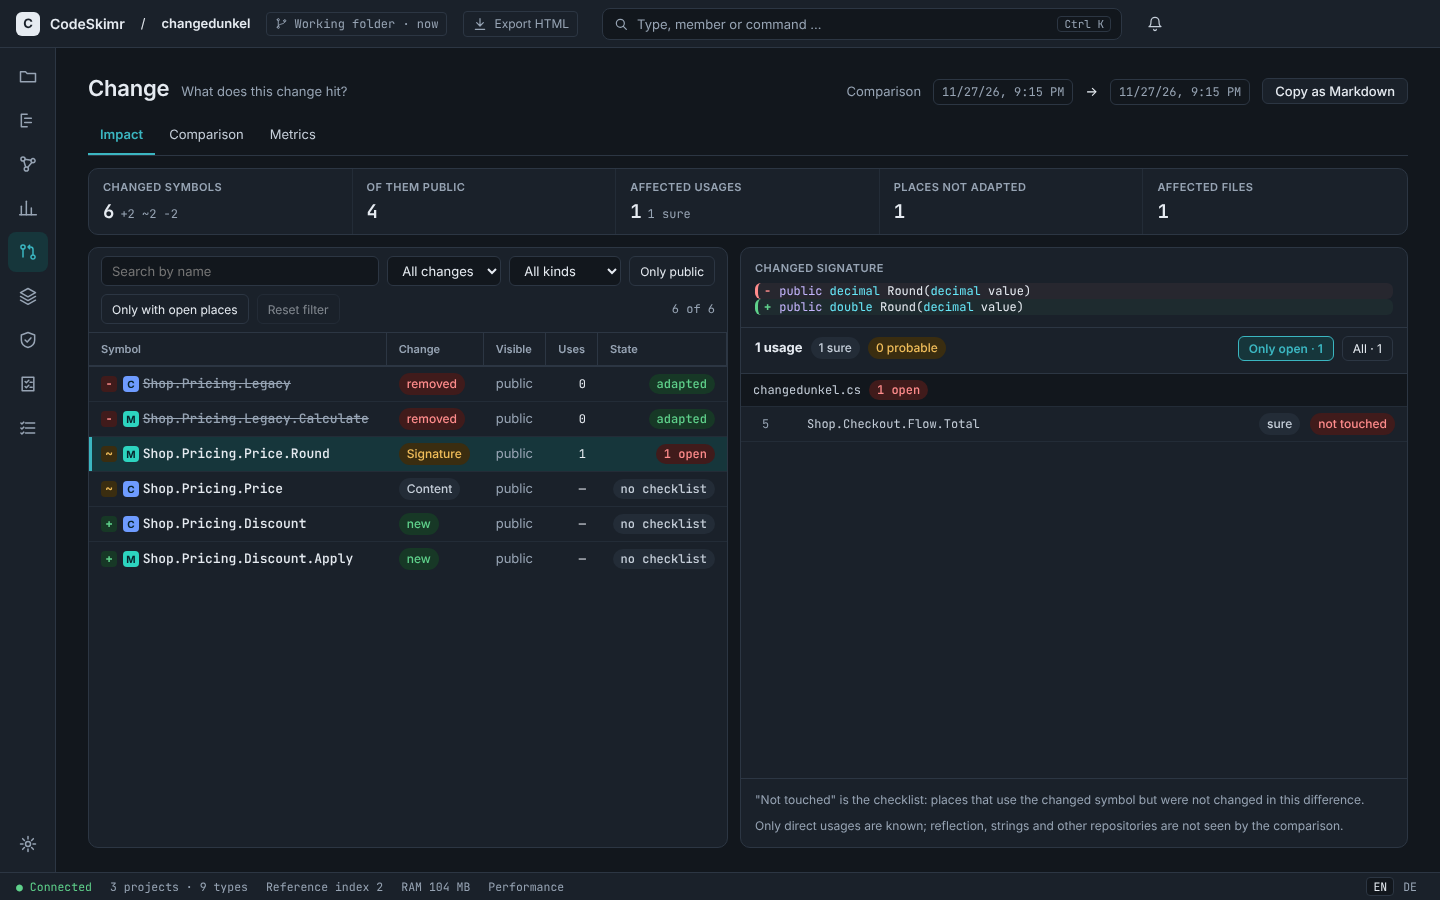 C CodeSkimr / changedunkel Working folder · now Export HTML Type, member or command ... Ctrl K
Change What does this change hit? Comparison 11/27/26, 9:15 PM → 11/27/26, 9:15 PM Copy as Markdown
Impact Comparison Metrics
CHANGED SYMBOLS OF THEM PUBLIC AFFECTED USAGES PLACES NOT ADAPTED AFFECTED FILES
6 +2 ~2 -2 4 1 1 sure 1 1
Search by name All changes All kinds Only public
Only with open places Reset filter 6 of 6
Symbol Change Visible Uses State
- C Shop.Pricing.Legacy removed public 0 adapted
- M Shop.Pricing.Legacy.Calculate removed public 0 adapted
~ M Shop.Pricing.Price.Round Signature public 1 1 open
~ C Shop.Pricing.Price Content public – no checklist
+ C Shop.Pricing.Discount new public – no checklist
+ M Shop.Pricing.Discount.Apply new public – no checklist
CHANGED SIGNATURE
- public decimal Round(decimal value)
+ public double Round(decimal value)
1 usage 1 sure 0 probable Only open · 1 All · 1
changedunkel.cs 1 open
5 Shop.Checkout.Flow.Total sure not touched
"Not touched" is the checklist: places that use the changed symbol but were not changed in this difference.
Only direct usages are known; reflection, strings and other repositories are not seen by the comparison.
● Connected 3 projects · 9 types Reference index 2 RAM 104 MB Performance EN DE